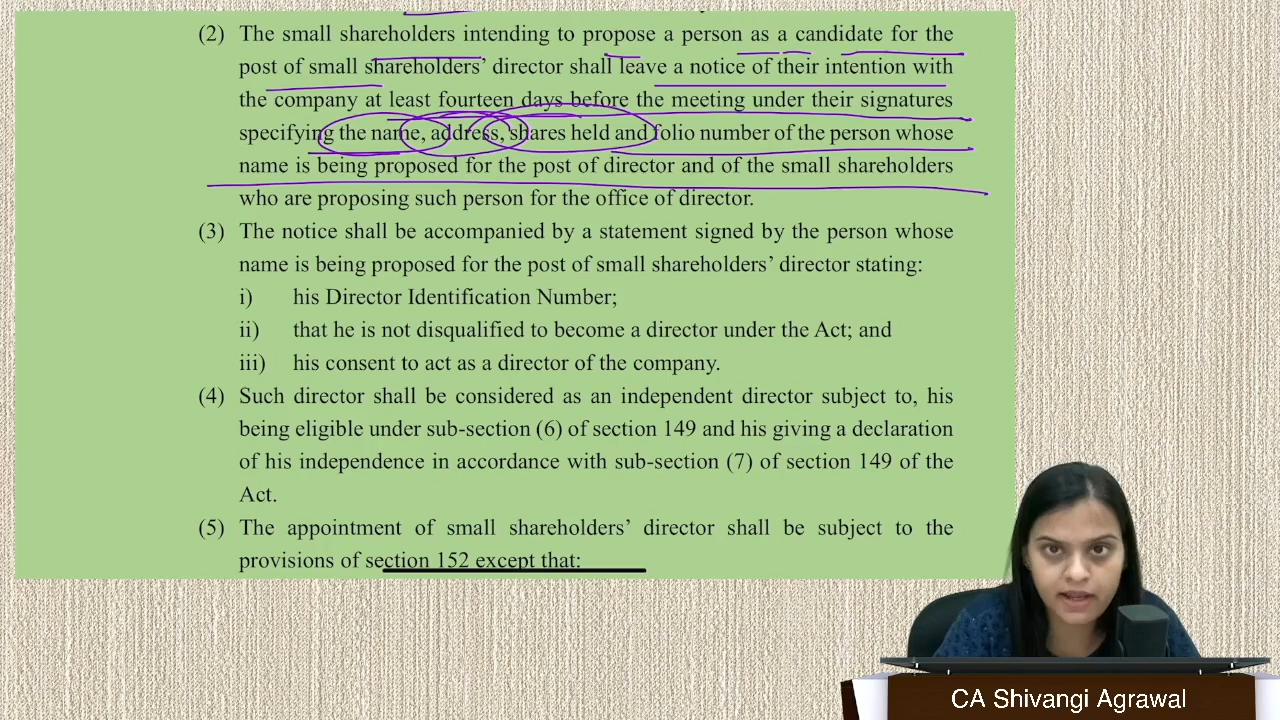 (2) The small shareholders intending to propose a person as a candidate for the
post of small shareholders’ director shall leave a notice of their intention with
the company at least fourteen days before the meeting under their signatures
specifying the name, address, shares held and folio number of the person whose
name is being proposed for the post of director and of the small shareholders
who are proposing such person for the office of director.
(3) The notice shall be accompanied by a statement signed by the person whose
name is being proposed for the post of small shareholders’ director stating:
i) his Director Identification Number;
ii) that he is not disqualified to become a director under the Act; and
iii) his consent to act as a director of the company.
(4) Such director shall be considered as an independent director subject to, his
being eligible under sub-section (6) of section 149 and his giving a declaration
of his independence in accordance with sub-section (7) of section 149 of the
Act.
(5) The appointment of small shareholders’ director shall be subject to the
provisions of section 152 except that:
CA Shivangi Agrawal